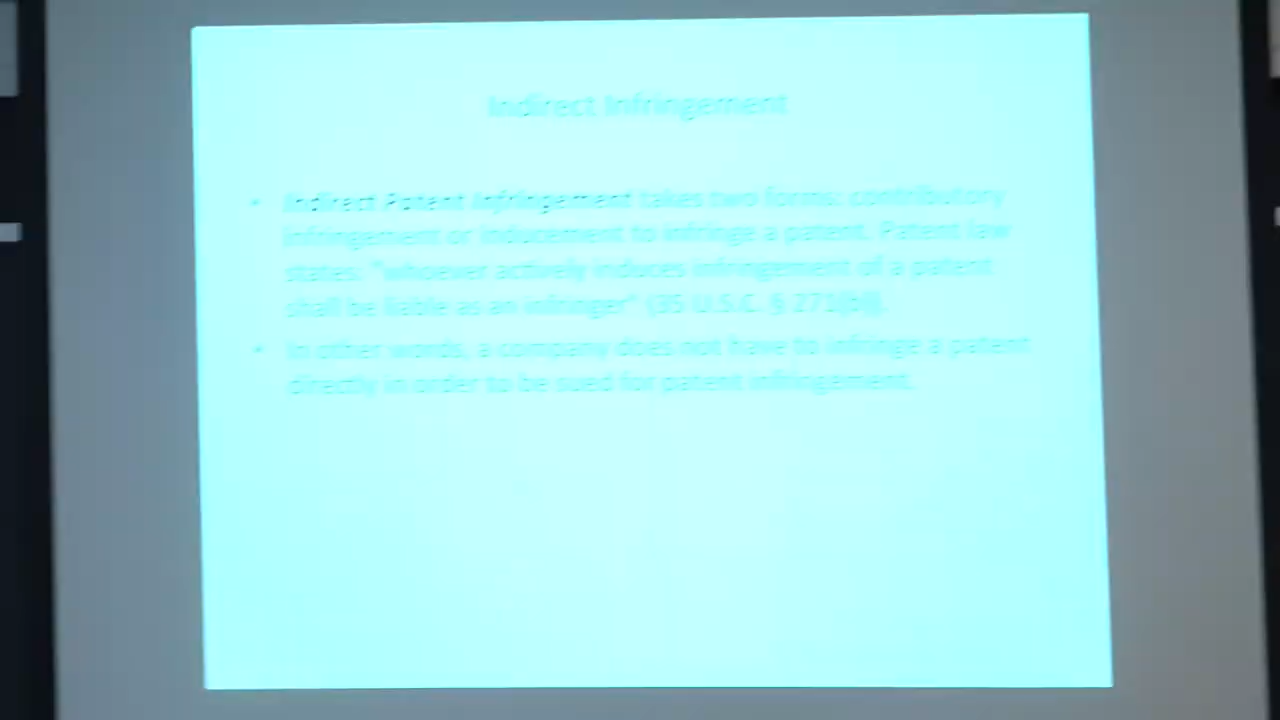 Indirect Infringement
• Indirect Patent Infringement takes two forms: contributory
infringement or inducement to infringe a patent. Patent law
states: "whoever actively induces infringement of a patent
shall be liable as an infringer" (35 U.S.C. § 271(b)).
• In other words, a company does not have to infringe a patent
directly in order to be sued for patent infringement.